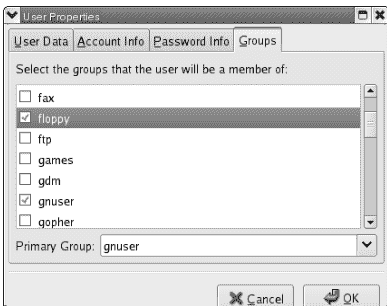 User Properties
User Data Account Info Password Info Groups
Select the groups that the user will be a member of:
fax
floppy
ftp
games
gdm
gnuser
gopher
Primary Group: gnuser
Cancel OK